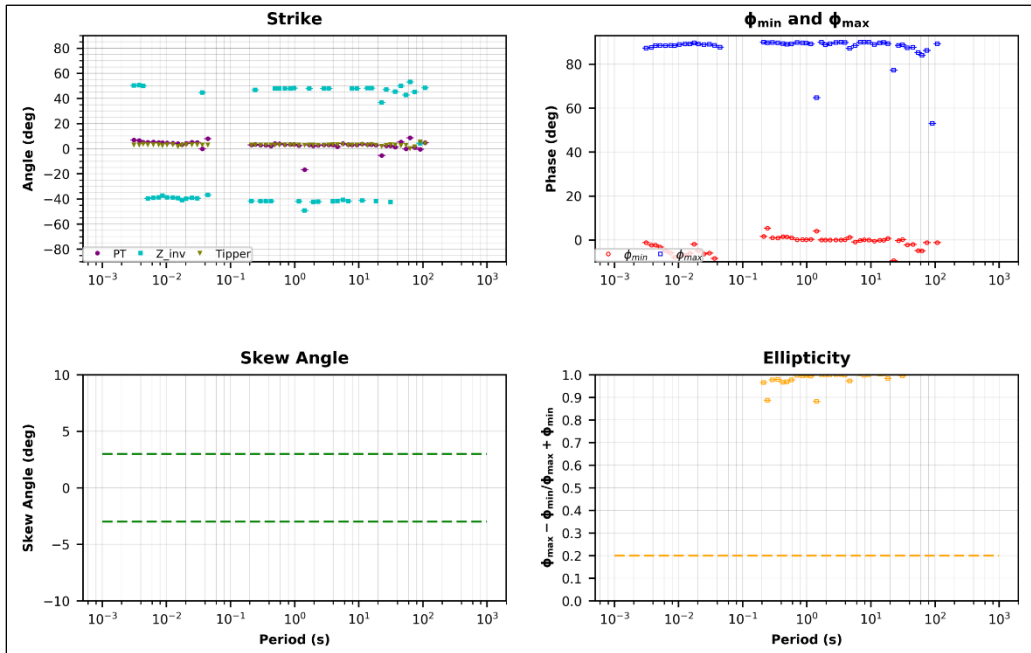 Strike
80
60
40
20
0
−20
−40
−60
−80
Angle (deg)
PT Z_inv Tipper
10⁻³ 10⁻² 10⁻¹ 10⁰ 10¹ 10² 10³
ϕmin and ϕmax
80
60
40
20
0
Phase (deg)
ϕmin ϕmax
10⁻³ 10⁻² 10⁻¹ 10⁰ 10¹ 10² 10³
Skew Angle
10
5
0
−5
−10
Skew Angle (deg)
10⁻³ 10⁻² 10⁻¹ 10⁰ 10¹ 10² 10³
Period (s)
Ellipticity
1.0
0.9
0.8
0.7
0.6
0.5
0.4
0.3
0.2
0.1
0.0
ϕmax − ϕmin/ϕmax + ϕmin
10⁻³ 10⁻² 10⁻¹ 10⁰ 10¹ 10² 10³
Period (s)